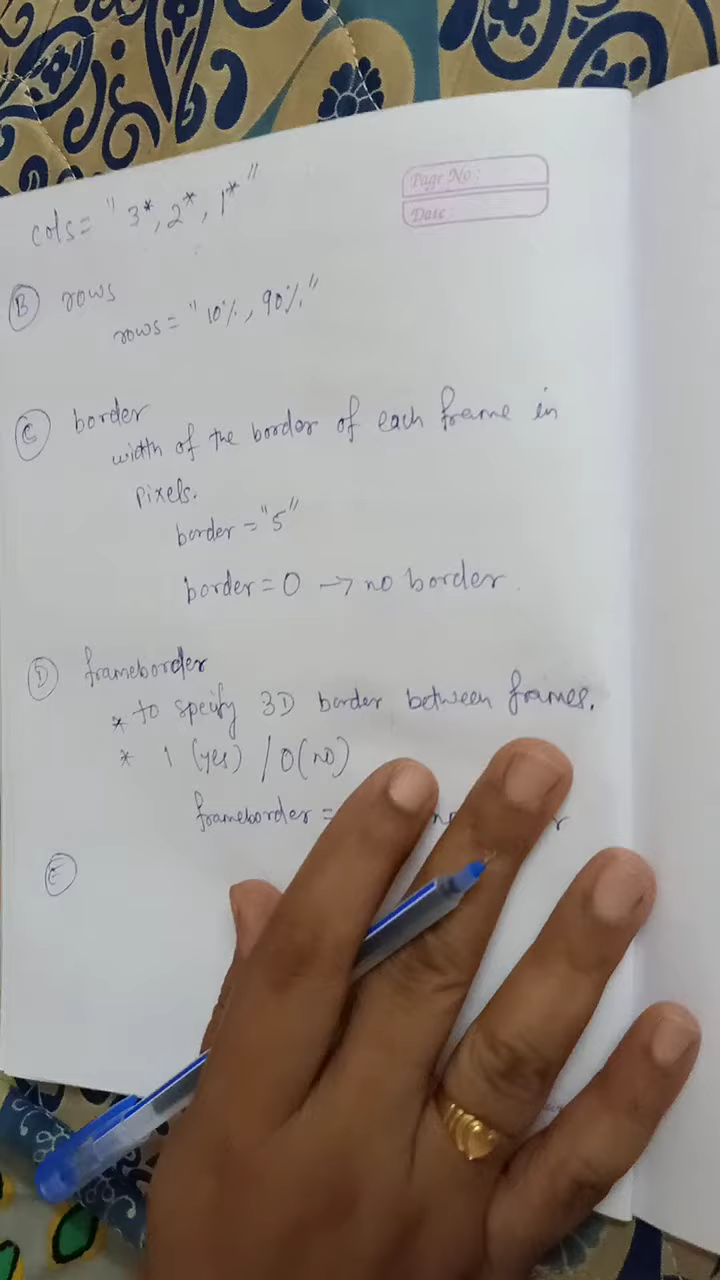 Page No :
Date :
cols = "3*, 2*, 1*"
(B) rows
rows = "10%, 90%"
(C) border
width of the border of each frame in
pixels.
border = "5"
border = 0 → no border.
(D) frameborder
* to specify 3D border between frames.
* 1 (yes) / 0 (no)
frameborder =
(E)